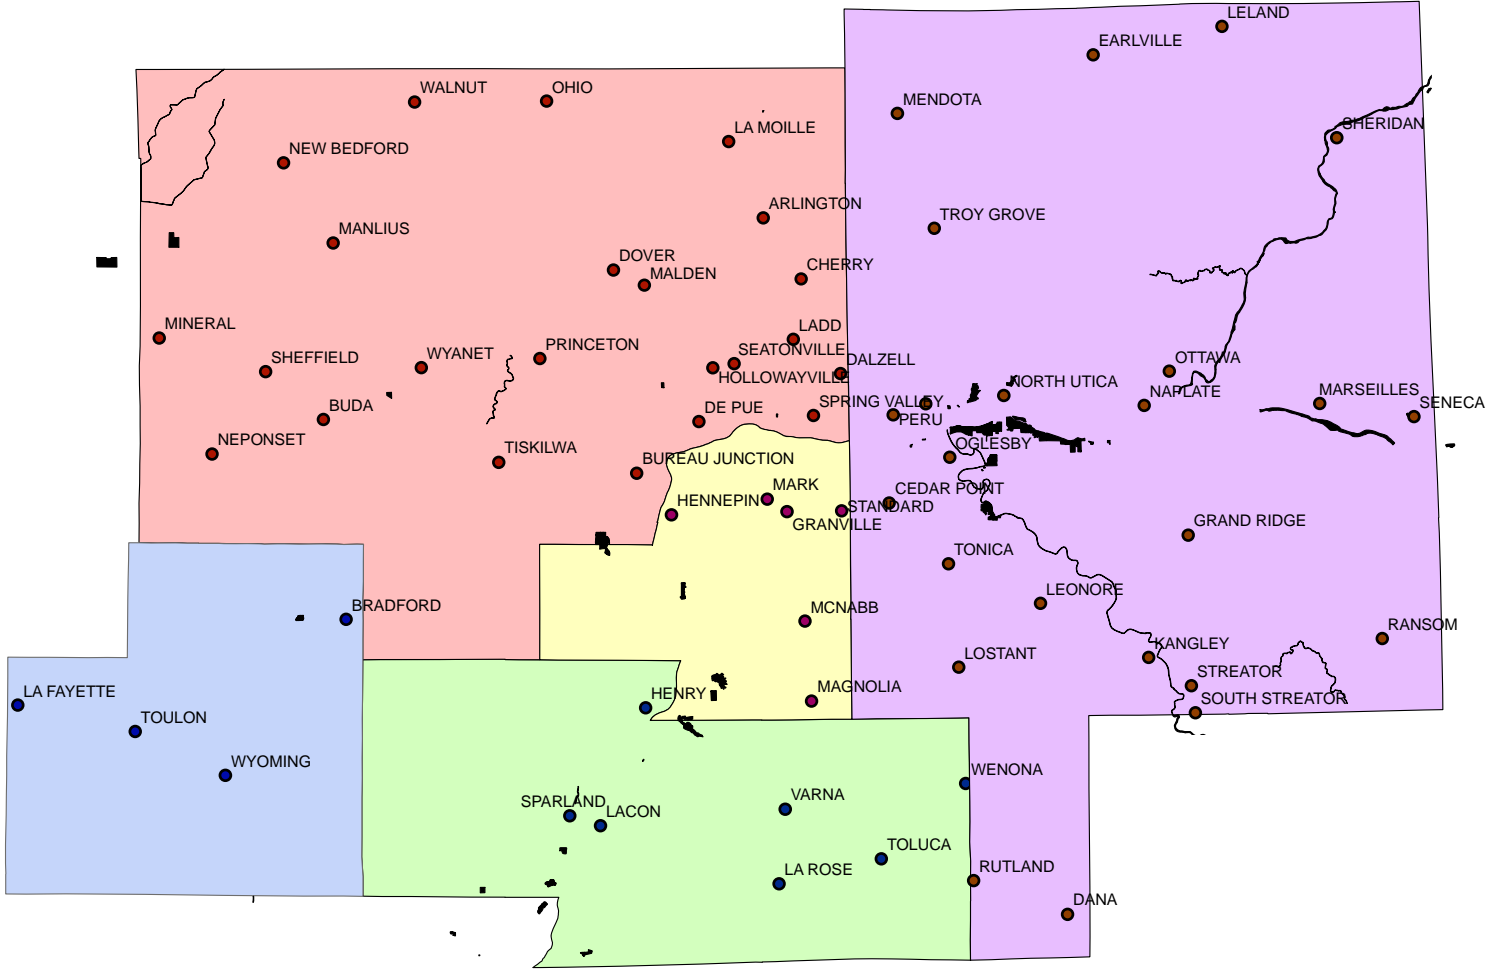 LELAND
EARLVILLE
WALNUT
OHIO
MENDOTA
LA MOILLE
SHERIDAN
NEW BEDFORD
ARLINGTON
TROY GROVE
MANLIUS
DOVER
MALDEN
CHERRY
MINERAL
LADD
PRINCETON
SEATONVILLE
SHEFFIELD
WYANET
DALZELL
OTTAWA
HOLLOWAYVILLE
NORTH UTICA
NAPLATE
MARSEILLES
SENECA
BUDA
DE PUE
SPRING VALLEY
PERU
NEPONSET
TISKILWA
OGLESBY
BUREAU JUNCTION
MARK
CEDAR POINT
HENNEPIN
STANDARD
GRANVILLE
GRAND RIDGE
TONICA
LEONORE
BRADFORD
MCNABB
RANSOM
KANGLEY
LOSTANT
STREATOR
LA FAYETTE
HENRY
MAGNOLIA
SOUTH STREATOR
TOULON
WYOMING
WENONA
SPARLAND
LACON
VARNA
TOLUCA
LA ROSE
RUTLAND
DANA